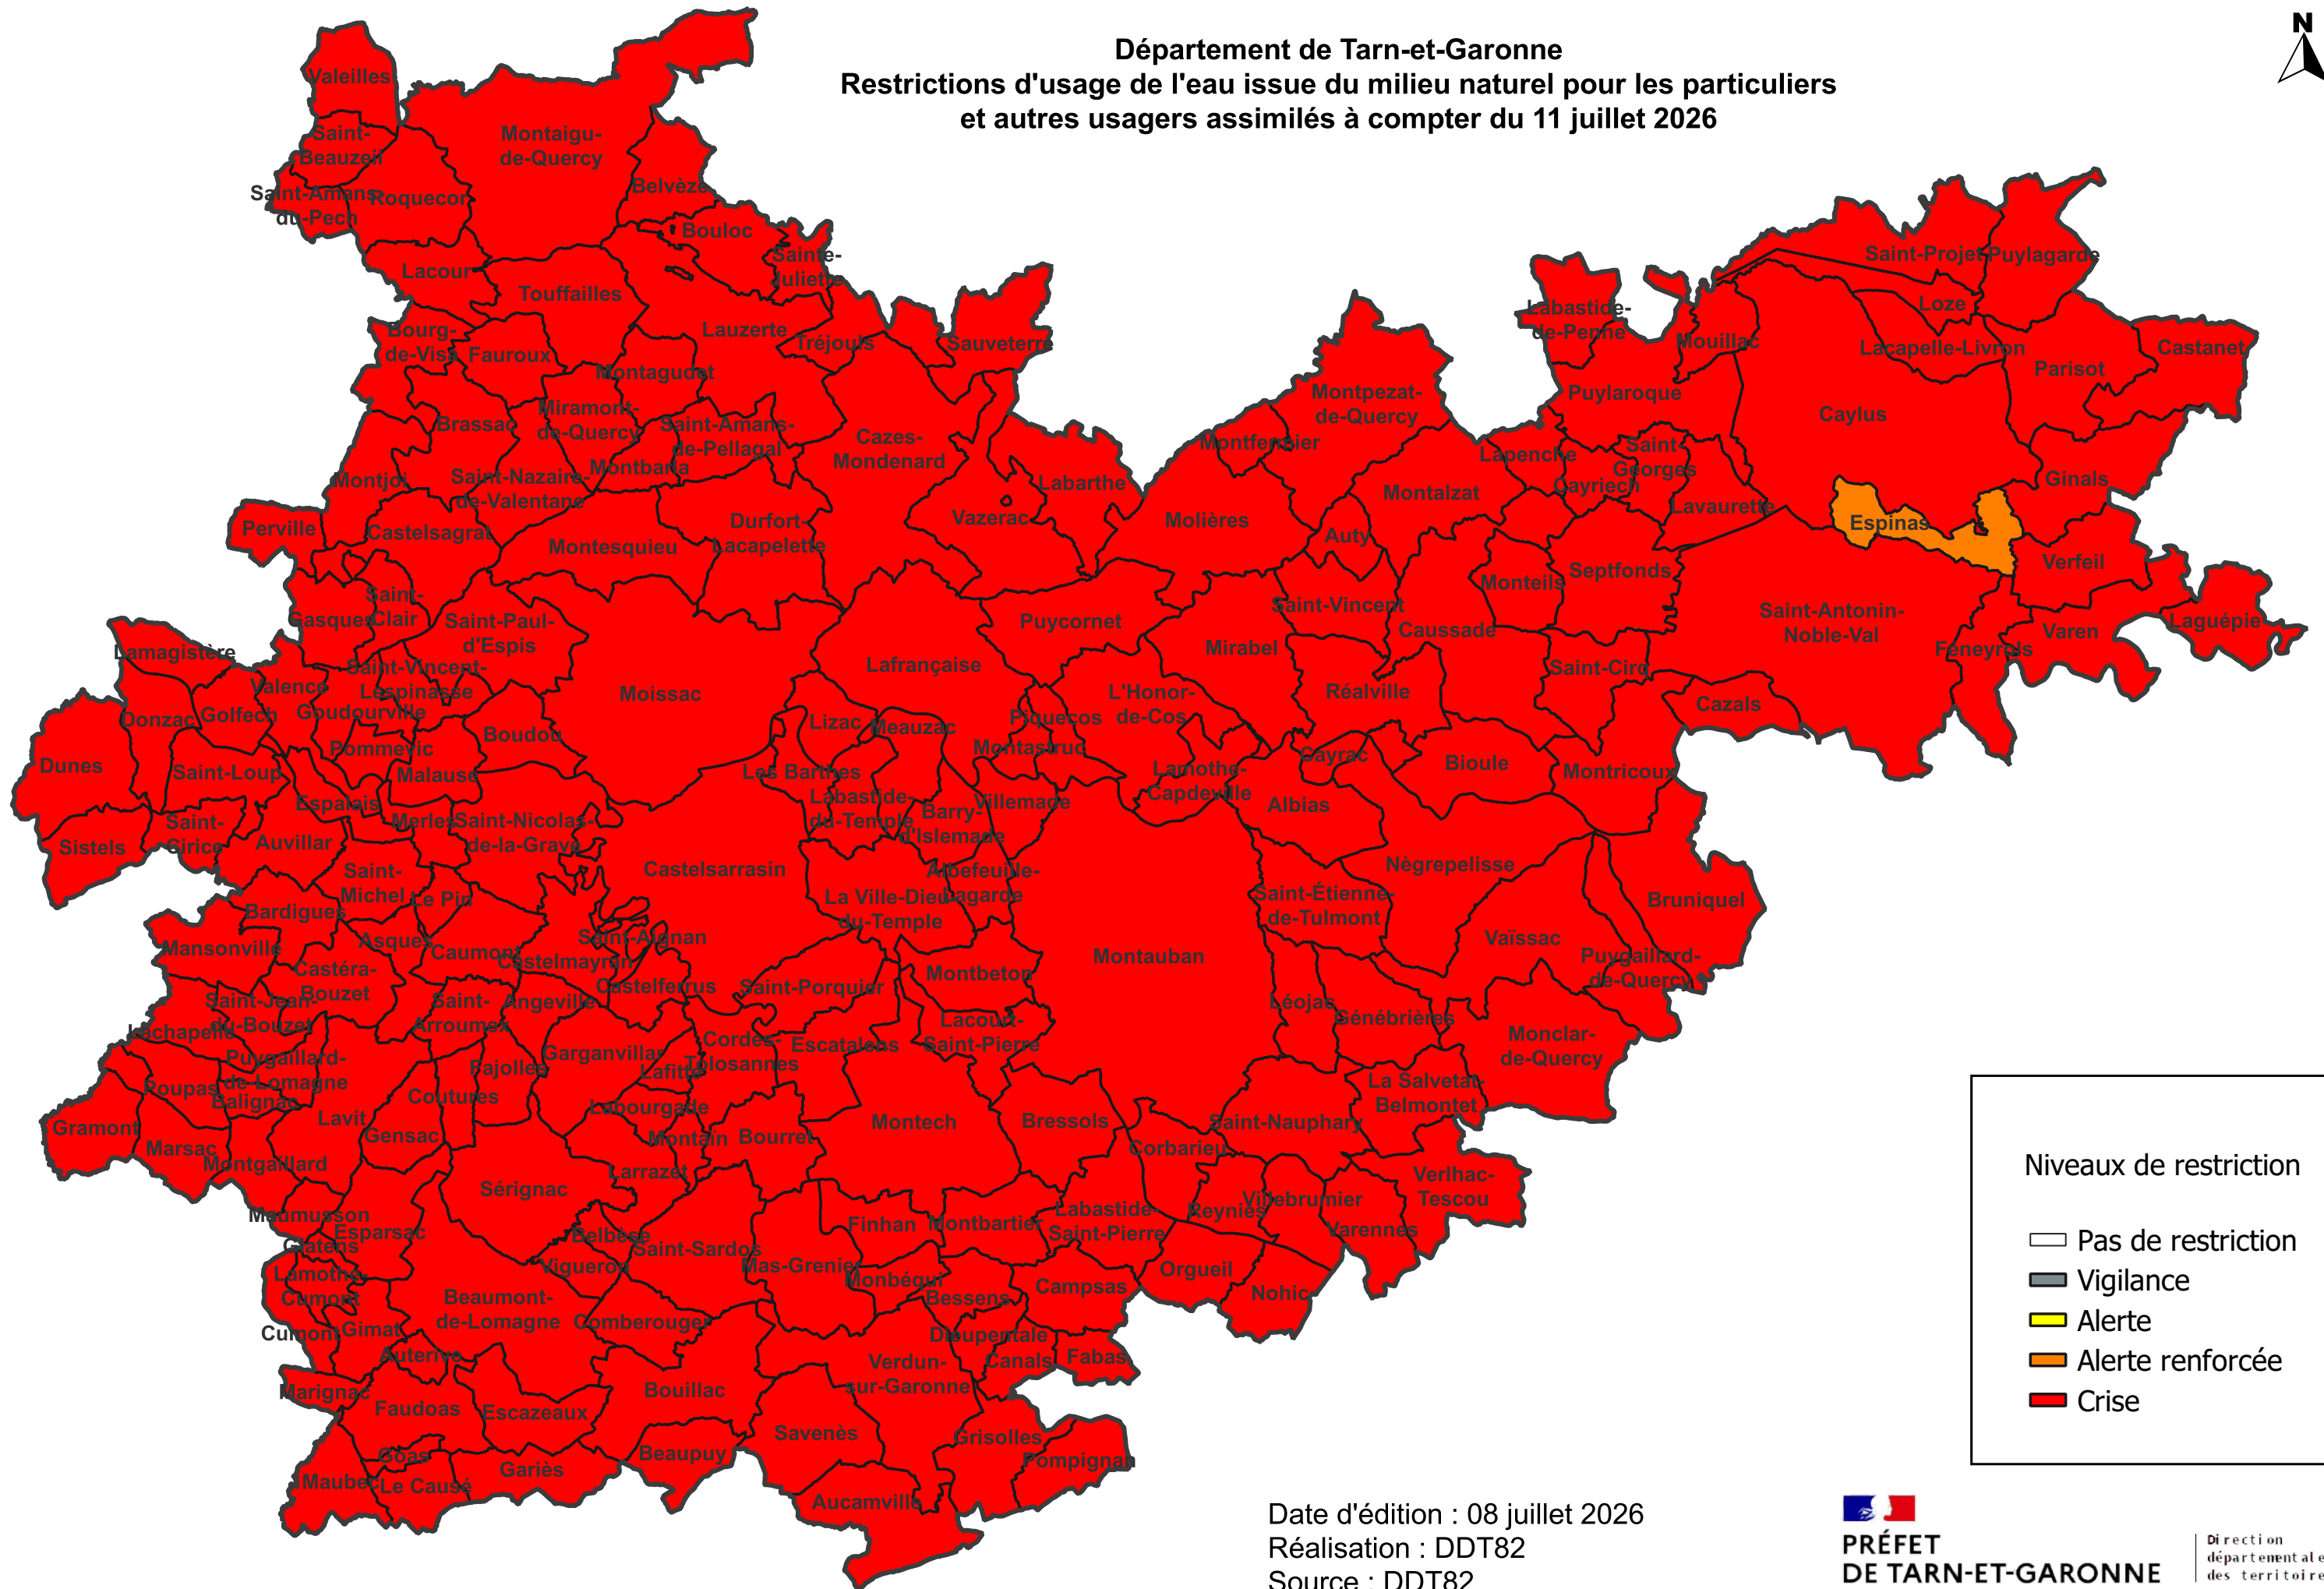 Département de Tarn-et-Garonne
Restrictions d'usage de l'eau issue du milieu naturel pour les particuliers
et autres usagers assimilés à compter du 11 juillet 2026
N
Valeilles
Saint-
Beauzeil
Saint-Amans-
du-Pech
Roquecor
Montaigu-
de-Quercy
Belvèze
Bouloc
Sainte-
Juliette
Lacour
Touffailles
Lauzerte
Tréjouls
Sauveterre
Bourg-
de-Visa
Fauroux
Montagudet
Miramont-
de-Quercy
Brassac
Saint-Amans-
de-Pellagal
Cazes-
Mondenard
Montbarla
Saint-Nazaire-
de-Valentane
Montjoi
Perville
Castelsagrat
Montesquieu
Durfort-
Lacapelette
Vazerac
Labarthe
Molières
Montfermier
Montpezat-
de-Quercy
Montalzat
Auty
Lapenche
Cayriech
Saint-
Georges
Lavaurette
Puylaroque
Labastide-
de-Penne
Mouillac
Saint-Projet
Puylagarde
Loze
Lacapelle-Livron
Parisot
Castanet
Caylus
Ginals
Espinas
Verfeil
Laguépie
Varen
Féneyrols
Saint-Antonin-
Noble-Val
Septfonds
Monteils
Saint-Vincent
Caussade
Saint-Cirq
Cazals
Réalville
Mirabel
Puycornet
Lafrançaise
L'Honor-
de-Cos
Piquecos
Montastruc
Lamothe-
Capdeville
Cayrac
Bioule
Montricoux
Albias
Gasques
Saint-
Clair
Saint-Paul-
d'Espis
Lamagistère
Saint-Vincent-
Lespinasse
Valence
Goudourville
Golfech
Donzac
Dunes
Pommevic
Boudou
Moissac
Lizac
Meauzac
Malause
Saint-Loup
Espalais
Les Barthes
Labastide-
du-Temple
Barry-
d'Islemade
Villemade
Merles
Saint-Nicolas-
de-la-Grave
Saint-
Cirice
Sistels
Auvillar
Saint-
Michel
Le Pin
Castelsarrasin
La Ville-Dieu-
du-Temple
Albefeuille-
Lagarde
Nègrepelisse
Saint-Étienne-
de-Tulmont
Bruniquel
Vaïssac
Puygaillard-
de-Quercy
Bardigues
Mansonville
Asques
Caumont
Castelmayran
Saint-Aignan
Castelferrus
Saint-Porquier
Montbeton
Montauban
Castéra-
Bouzet
Saint-Jean-
du-Bouzet
Saint-
Arroumex
Angeville
Lachapelle
Léojac
Génébrières
Monclar-
de-Quercy
Lacourt-
Saint-Pierre
Escatalens
Cordes-
Tolosannes
Garganvillar
Lafitte
Fajolles
Puygaillard-
de-Lomagne
Poupas
Balignac
Coutures
Labourgade
Lavit
Gensac
Gramont
Marsac
Montgaillard
Montaïn
Bourret
Montech
Bressols
Corbarieu
Saint-Nauphary
La Salvetat-
Belmontet
Verlhac-
Tescou
Larrazet
Sérignac
Maumusson
Esparsac
Glatens
Belbèse
Saint-Sardos
Finhan
Montbartier
Labastide-
Saint-Pierre
Reyniès
Villebrumier
Varennes
Vigueron
Mas-Grenier
Monbéqui
Bessens
Campsas
Orgueil
Nohic
Lamothe-
Cumont
Cumont
Gimat
Beaumont-
de-Lomagne
Comberouger
Dieupentale
Canals
Fabas
Auterive
Verdun-
sur-Garonne
Marignac
Bouillac
Faudoas
Escazeaux
Savenès
Grisolles
Pompignan
Goas
Gariès
Beaupuy
Maubec
Le Causé
Aucamville
Niveaux de restriction
Pas de restriction
Vigilance
Alerte
Alerte renforcée
Crise
Date d'édition : 08 juillet 2026
Réalisation : DDT82
Source : DDT82
PRÉFET
DE TARN-ET-GARONNE
Direction
départementale
des territoire